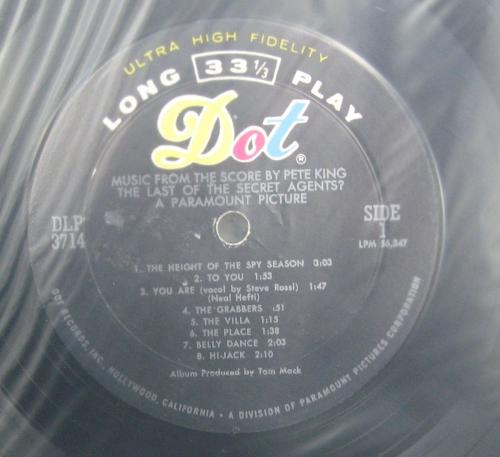 ULTRA HIGH FIDELITY
LONG 33 1/3 PLAY
Dot®
MUSIC FROM THE SCORE BY PETE KING
THE LAST OF THE SECRET AGENTS?
A PARAMOUNT PICTURE
DLP 3714
SIDE 1
LPM 56,347
1. THE HEIGHT OF THE SPY SEASON 3:03
2. TO YOU 1:53
3. YOU ARE (vocal by Steve Rossi) 1:47
(Neal Hefti)
4. THE GRABBERS :51
5. THE VILLA 1:15
6. THE PLACE 1:38
7. BELLY DANCE 2:03
8. HI-JACK 2:10
Album Produced by Tom Mack
DOT RECORDS, INC. HOLLYWOOD, CALIFORNIA • A DIVISION OF PARAMOUNT PICTURES CORPORATION